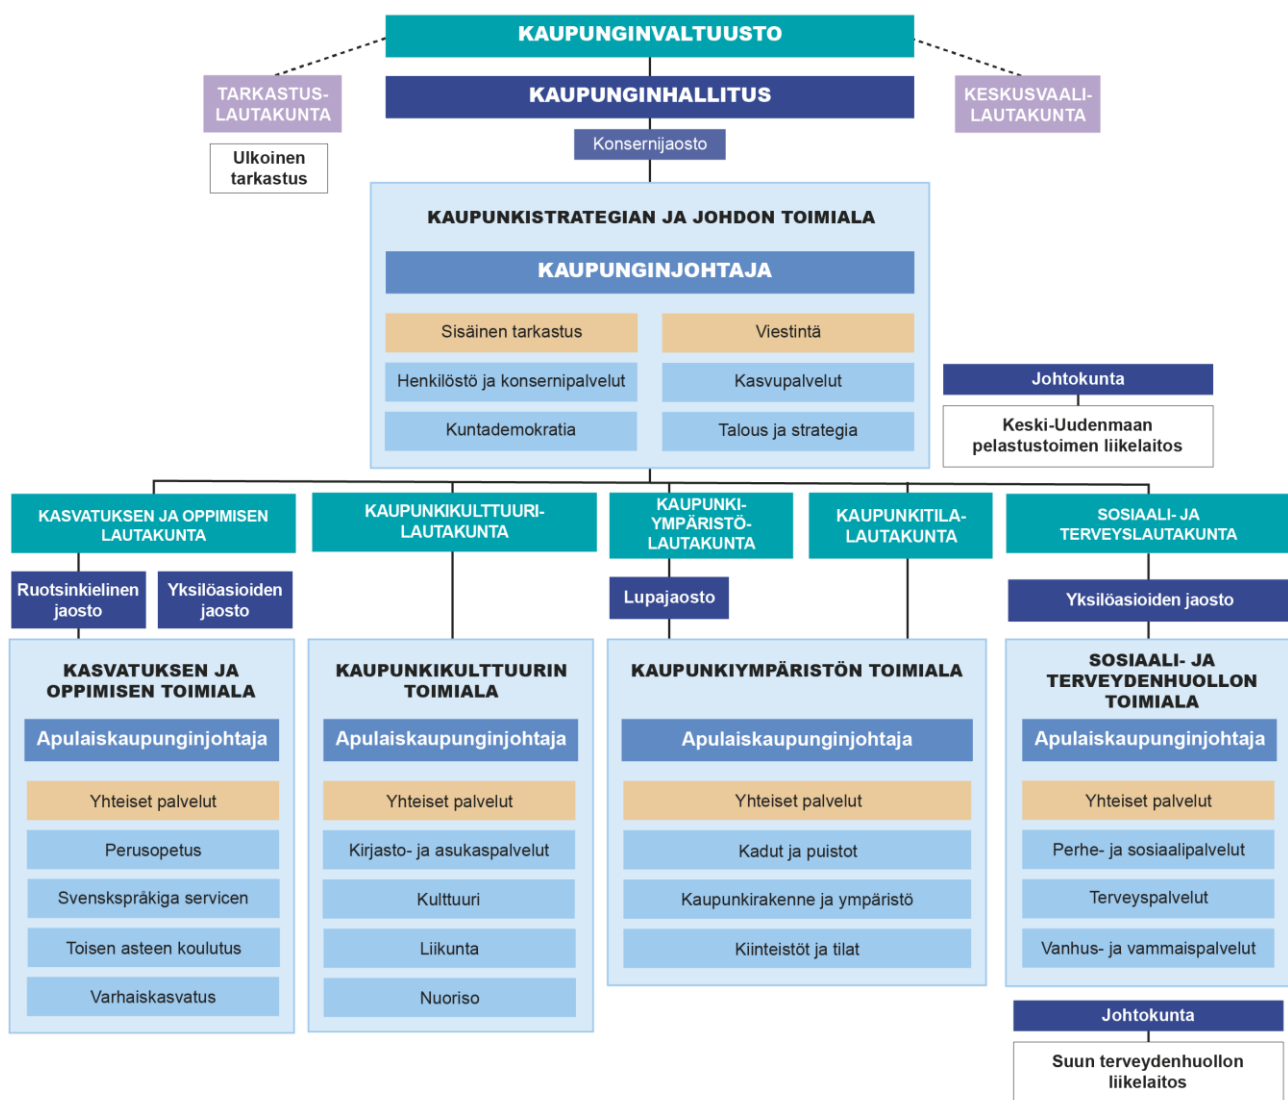 KAUPUNGINVALTUUSTO
TARKASTUS-
LAUTAKUNTA
KAUPUNGINHALLITUS
KESKUSVAALI-
LAUTAKUNTA
Ulkoinen
tarkastus
Konsernijaosto
KAUPUNKISTRATEGIAN JA JOHDON TOIMIALA
KAUPUNGINJOHTAJA
Sisäinen tarkastus
Viestintä
Henkilöstö ja konsernipalvelut
Kasvupalvelut
Kuntademokratia
Talous ja strategia
Johtokunta
Keski-Uudenmaan
pelastustoimen liikelaitos
KASVATUKSEN JA OPPIMISEN
LAUTAKUNTA
KAUPUNKIKULTTUURI-
LAUTAKUNTA
KAUPUNKI-
YMPÄRISTÖ-
LAUTAKUNTA
KAUPUNKITILA-
LAUTAKUNTA
SOSIAALI- JA
TERVEYSLAUTAKUNTA
Ruotsinkielinen
jaosto
Yksilöasioiden
jaosto
Lupajaosto
Yksilöasioiden jaosto
KASVATUKSEN JA
OPPIMISEN TOIMIALA
Apulaiskaupunginjohtaja
Yhteiset palvelut
Perusopetus
Svenskspråkiga servicen
Toisen asteen koulutus
Varhaiskasvatus
KAUPUNKIKULTTUURIN
TOIMIALA
Apulaiskaupunginjohtaja
Yhteiset palvelut
Kirjasto- ja asukaspalvelut
Kulttuuri
Liikunta
Nuoriso
KAUPUNKIYMPÄRISTÖN TOIMIALA
Apulaiskaupunginjohtaja
Yhteiset palvelut
Kadut ja puistot
Kaupunkirakenne ja ympäristö
Kiinteistöt ja tilat
SOSIAALI- JA
TERVEYDENHUOLLON
TOIMIALA
Apulaiskaupunginjohtaja
Yhteiset palvelut
Perhe- ja sosiaalipalvelut
Terveyspalvelut
Vanhus- ja vammaispalvelut
Johtokunta
Suun terveydenhuollon
liikelaitos